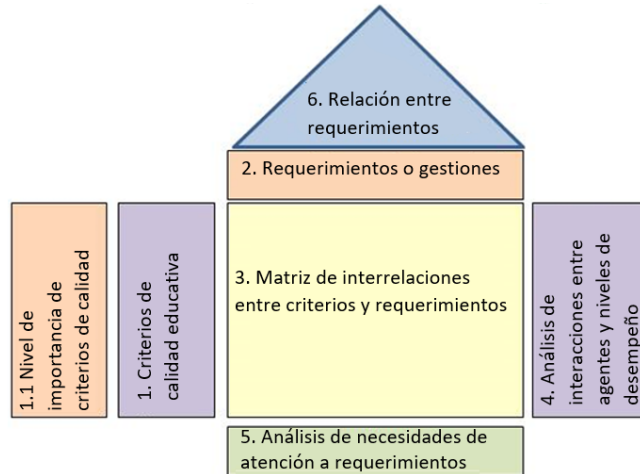 6. Relación entre
requerimientos
2. Requerimientos o gestiones
1.1 Nivel de
importancia de
criterios de calidad
1. Criterios de
calidad educativa
3. Matriz de interrelaciones
entre criterios y requerimientos
4. Análisis de
interacciones entre
agentes y niveles de
desempeño
5. Análisis de necesidades de
atención a requerimientos